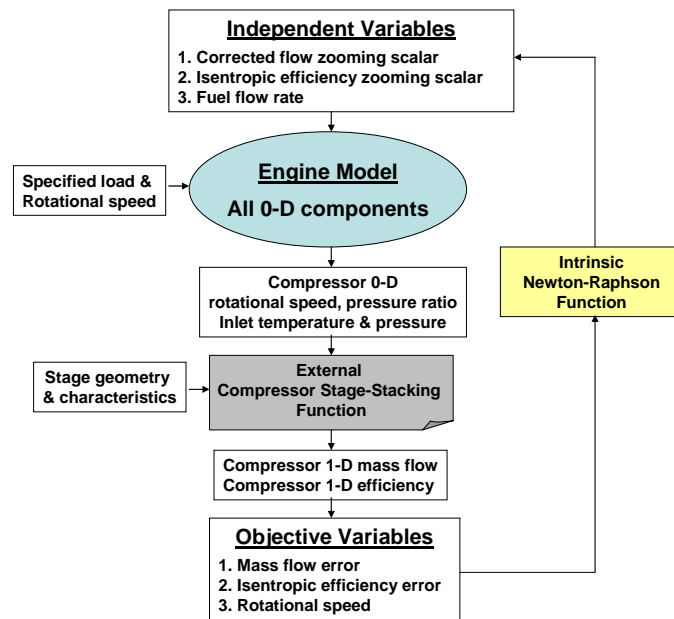 Independent Variables
1. Corrected flow zooming scalar
2. Isentropic efficiency zooming scalar
3. Fuel flow rate
Specified load &
Rotational speed
Engine Model
All 0-D components
Compressor 0-D
rotational speed, pressure ratio
Inlet temperature & pressure
Intrinsic
Newton-Raphson
Function
Stage geometry
& characteristics
External
Compressor Stage-Stacking
Function
Compressor 1-D mass flow
Compressor 1-D efficiency
Objective Variables
1. Mass flow error
2. Isentropic efficiency error
3. Rotational speed